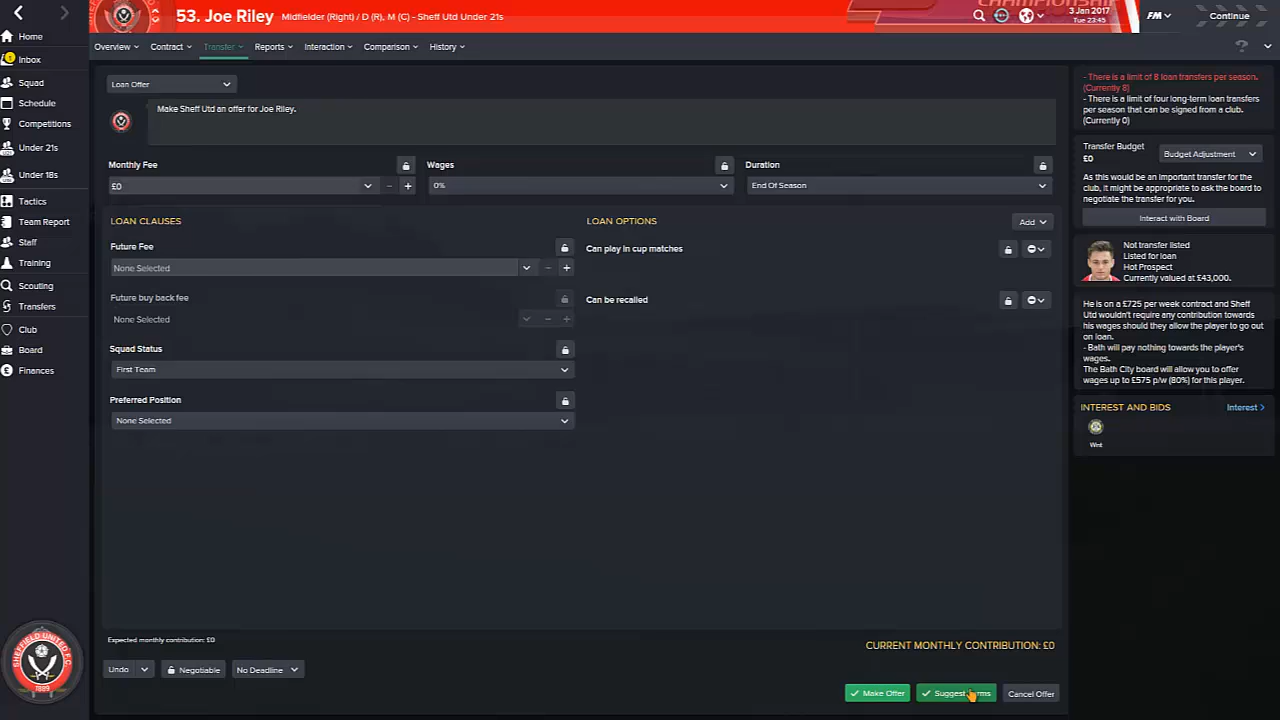 53. Joe Riley Midfielder (Right) / D (R), M (C) - Sheff Utd Under 21s
3 Jan 2017
Tue 23:45
FM
Continue
Home
Inbox
Squad
Schedule
Competitions
Under 21s
Under 18s
Tactics
Team Report
Staff
Training
Scouting
Transfers
Club
Board
Finances
Overview Contract Transfer Reports Interaction Comparison History
Loan Offer
Make Sheff Utd an offer for Joe Riley.
Monthly Fee Wages Duration
£0 0% End Of Season
LOAN CLAUSES
Future Fee
None Selected
Future buy back fee
None Selected
Squad Status
First Team
Preferred Position
None Selected
LOAN OPTIONS Add
Can play in cup matches
Can be recalled
Expected monthly contribution: £0
CURRENT MONTHLY CONTRIBUTION: £0
Undo Negotiable No Deadline
Make Offer Cancel Offer
- There is a limit of 8 loan transfers per season.
(Currently 8)
- There is a limit of four long-term loan transfers
per season that can be signed from a club.
(Currently 0)
Transfer Budget
£0
Budget Adjustment
As this would be an important transfer for the
club, it might be appropriate to ask the board to
negotiate the transfer for you.
Interact with Board
Not transfer listed
Listed for loan
Hot Prospect
Currently valued at £43,000.
He is on a £725 per week contract and Sheff
Utd wouldn't require any contribution towards
his wages should they allow the player to go out
on loan.
- Bath will pay nothing towards the player's
wages.
The Bath City board will allow you to offer
wages up to £575 p/w (80%) for this player.
INTEREST AND BIDS Interest >
Wnt
SHEFFIELD UNITED F.C.
1889